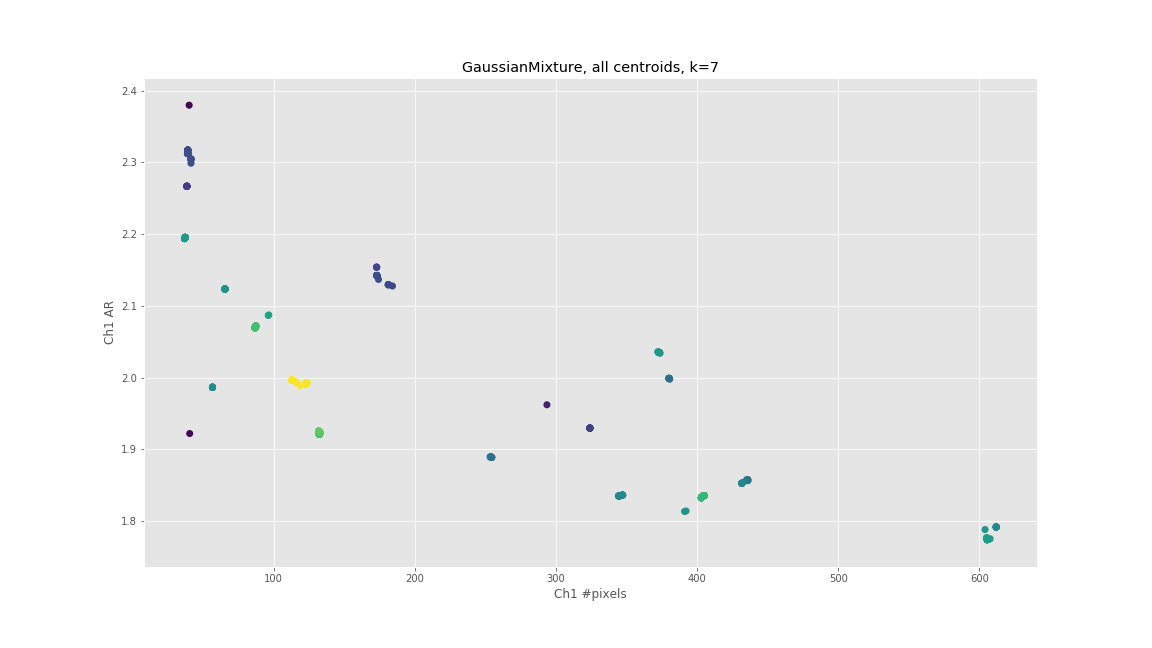 GaussianMixture, all centroids, k=7
2.4
2.3
2.2
2.1
2.0
1.9
1.8
Ch1 AR
100 200 300 400 500 600
Ch1 #pixels